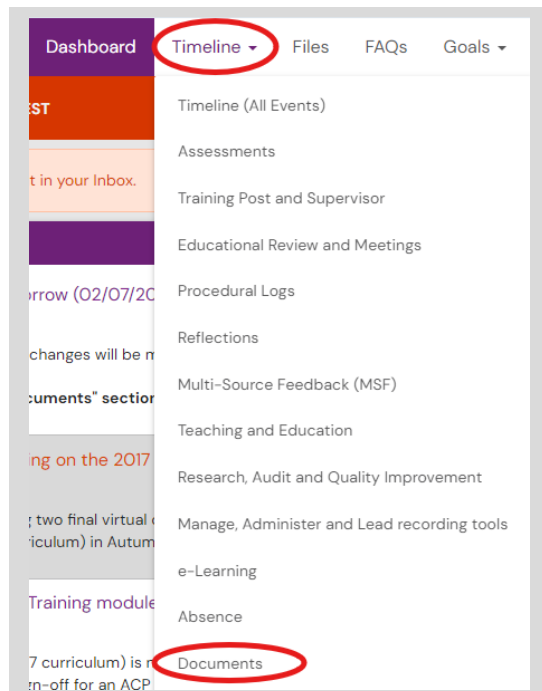 Dashboard Timeline Files FAQs Goals
EST
Timeline (All Events)
Assessments
t in your Inbox.
Training Post and Supervisor
Educational Review and Meetings
orrow (02/07/20
Procedural Logs
Reflections
changes will be m
Multi-Source Feedback (MSF)
cuments" section
Teaching and Education
ing on the 2017
Research, Audit and Quality Improvement
two final virtual
Manage, Administer and Lead recording tools
riculum) in Autum
e-Learning
Training module
Absence
7 curriculum) is
Documents
gn-off for an ACP